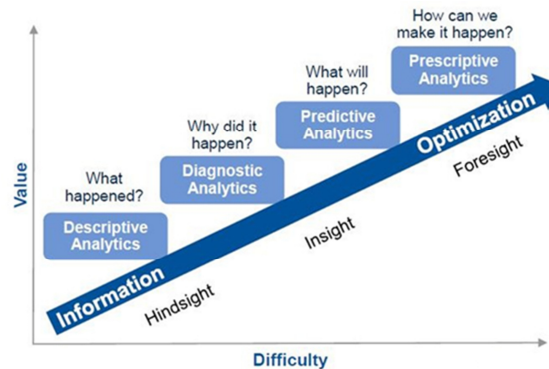 How can we
make it happen?
Prescriptive
Analytics
What will
happen?
Predictive
Analytics
Why did it
happen?
Diagnostic
Analytics
What
happened?
Descriptive
Analytics
Information
Optimization
Hindsight
Insight
Foresight
Value
Difficulty